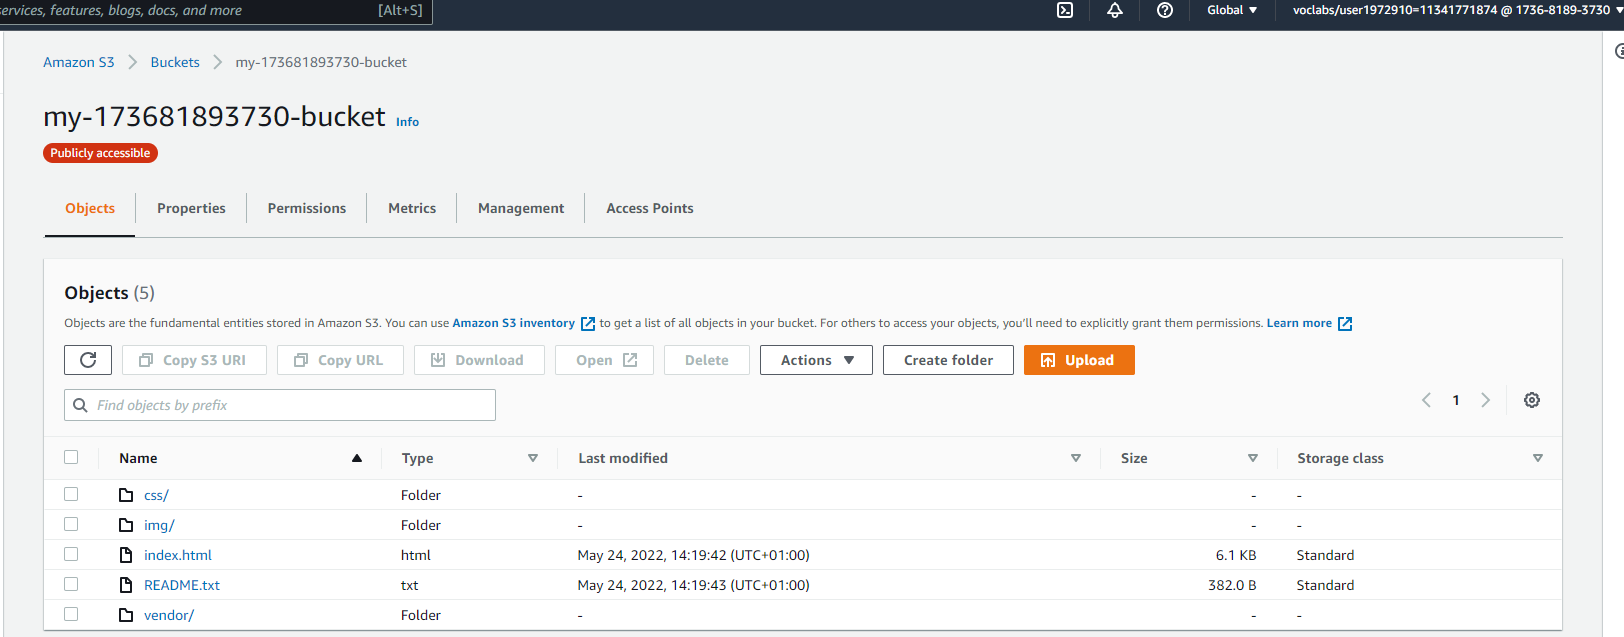 services, features, blogs, docs, and more [Alt+S] Global voclabs/user1972910=11341771874 @ 1736-8189-3730
Amazon S3 Buckets my-173681893730-bucket
my-173681893730-bucket Info
Publicly accessible
Objects Properties Permissions Metrics Management Access Points
Objects (5)
Objects are the fundamental entities stored in Amazon S3. You can use Amazon S3 inventory to get a list of all objects in your bucket. For others to access your objects, you'll need to explicitly grant them permissions. Learn more
Copy S3 URI Copy URL Download Open Delete Actions Create folder Upload
Find objects by prefix 1
Name Type Last modified Size Storage class
css/ Folder - - -
img/ Folder - - -
index.html html May 24, 2022, 14:19:42 (UTC+01:00) 6.1 KB Standard
README.txt txt May 24, 2022, 14:19:43 (UTC+01:00) 382.0 B Standard
vendor/ Folder - - -